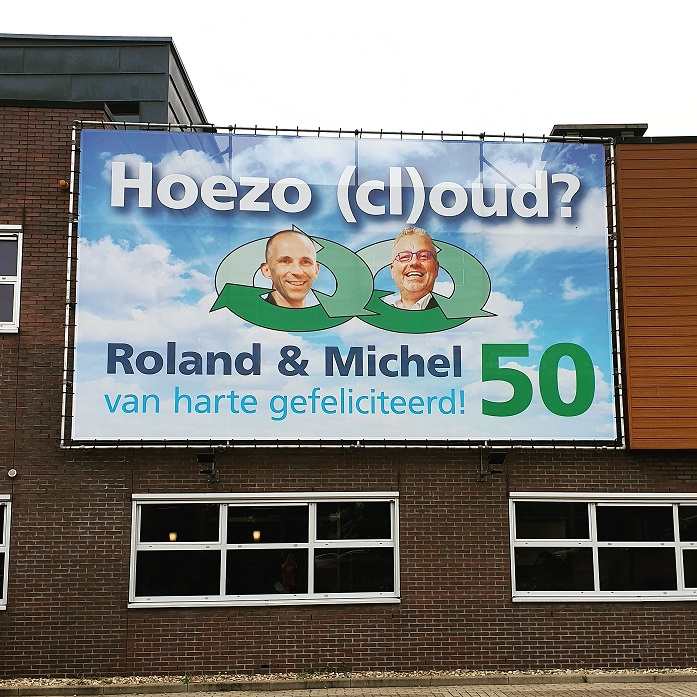 Hoezo (cl)oud?
Roland & Michel 50
van harte gefeliciteerd!